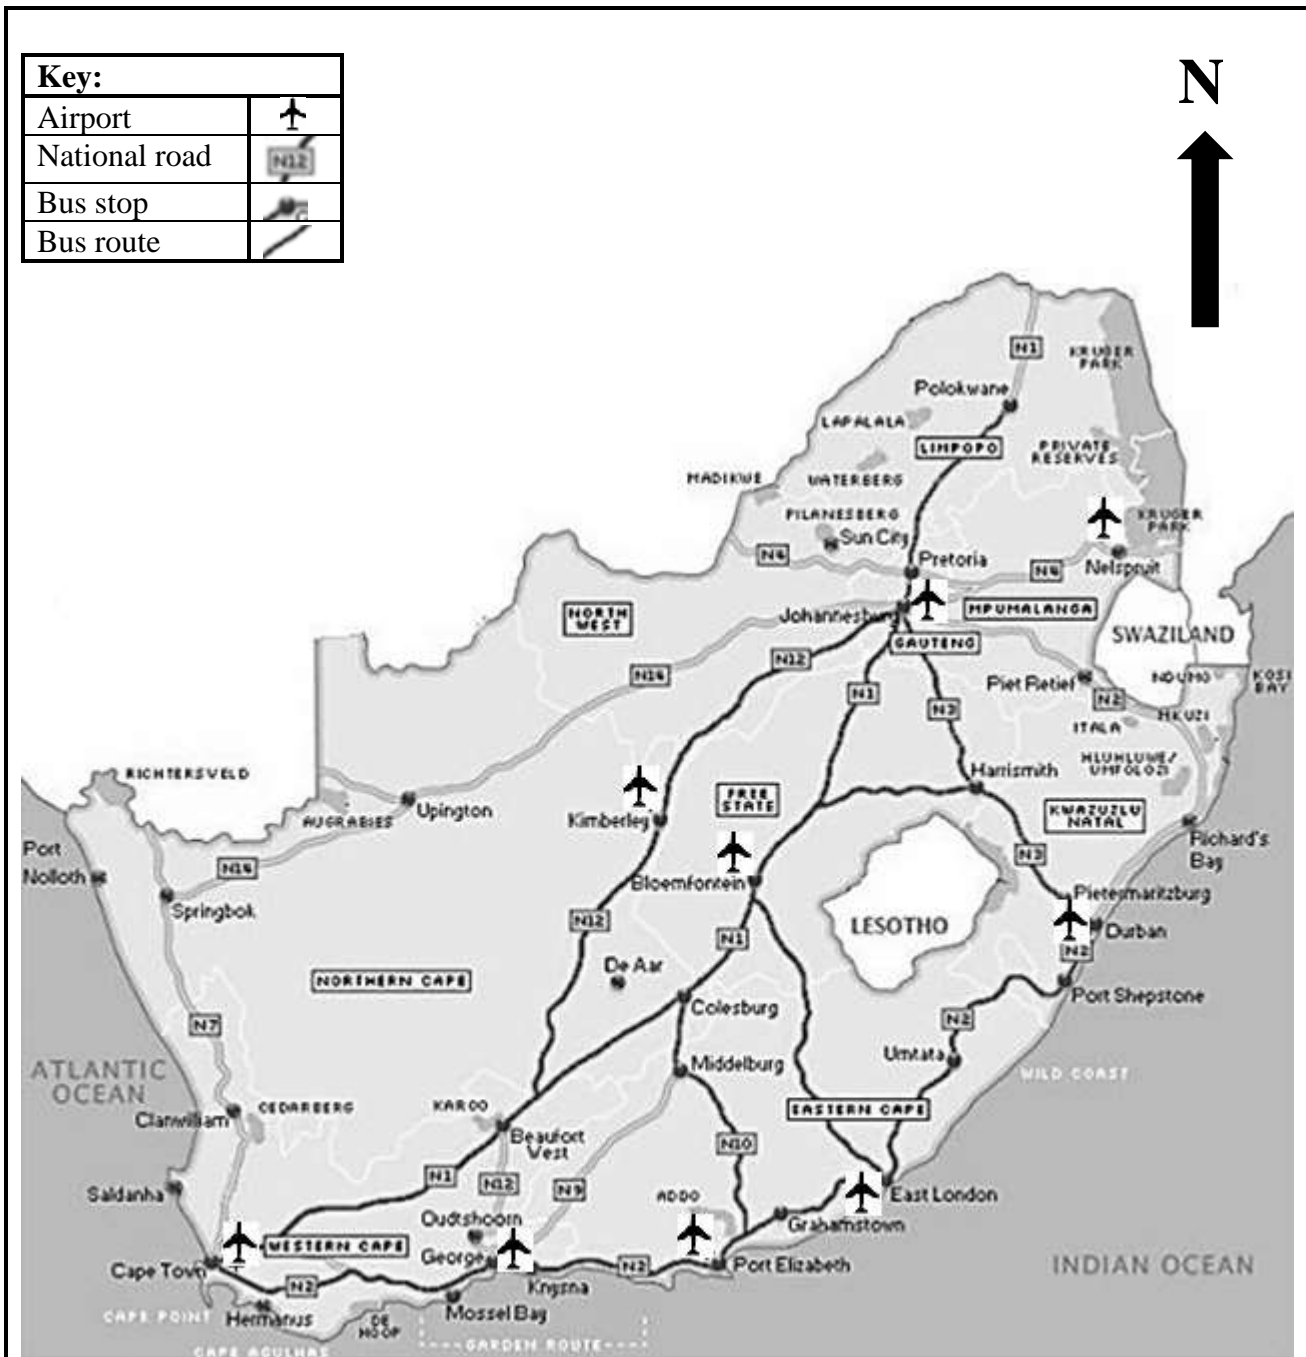 Key:
Airport
National road
N12
Bus stop
Bus route
N
N1
KRUGER
PARK
Polokwane
LAPALALA
LIMPOPO
PRIVATE
RESERVES
MADIKWE
WATERBERG
PILANESBERG
KRUGER
PARK
Sun City
N4
Pretoria
N4
Nelspruit
Johannesburg
MPUMALANGA
NORTH
WEST
GAUTENG
SWAZILAND
N12
N14
N1
N3
Piet Retief
N2
NDUMO
KOSI
BAY
ITALA
MKUZI
HLUHLUWE/
UMFOLOZI
Harrismith
RICHTERSVELD
FREE
STATE
AUGRABIES
Upington
Kimberley
KWAZUZLU
NATAL
Richard's
Bay
Port
Nolloth
N14
N3
Springbok
Bloemfontein
Pietermaritzburg
LESOTHO
Durban
N12
N1
N2
De Aar
NORTHERN CAPE
Port Shepstone
Colesburg
N7
N2
Umtata
Middelburg
WILD COAST
ATLANTIC
OCEAN
Clanwilliam
CEDARBERG
KAROO
EASTERN CAPE
Beaufort
West
N10
N1
N12
N9
Saldanha
ADDO
East London
Grahamstown
Oudtshoorn
WESTERN CAPE
George
Cape Town
N2
Knysna
N2
Port Elizabeth
INDIAN OCEAN
CAPE POINT
Hermanus
DE
HOOP
Mossel Bay
GARDEN ROUTE
CAPE AGULHAS